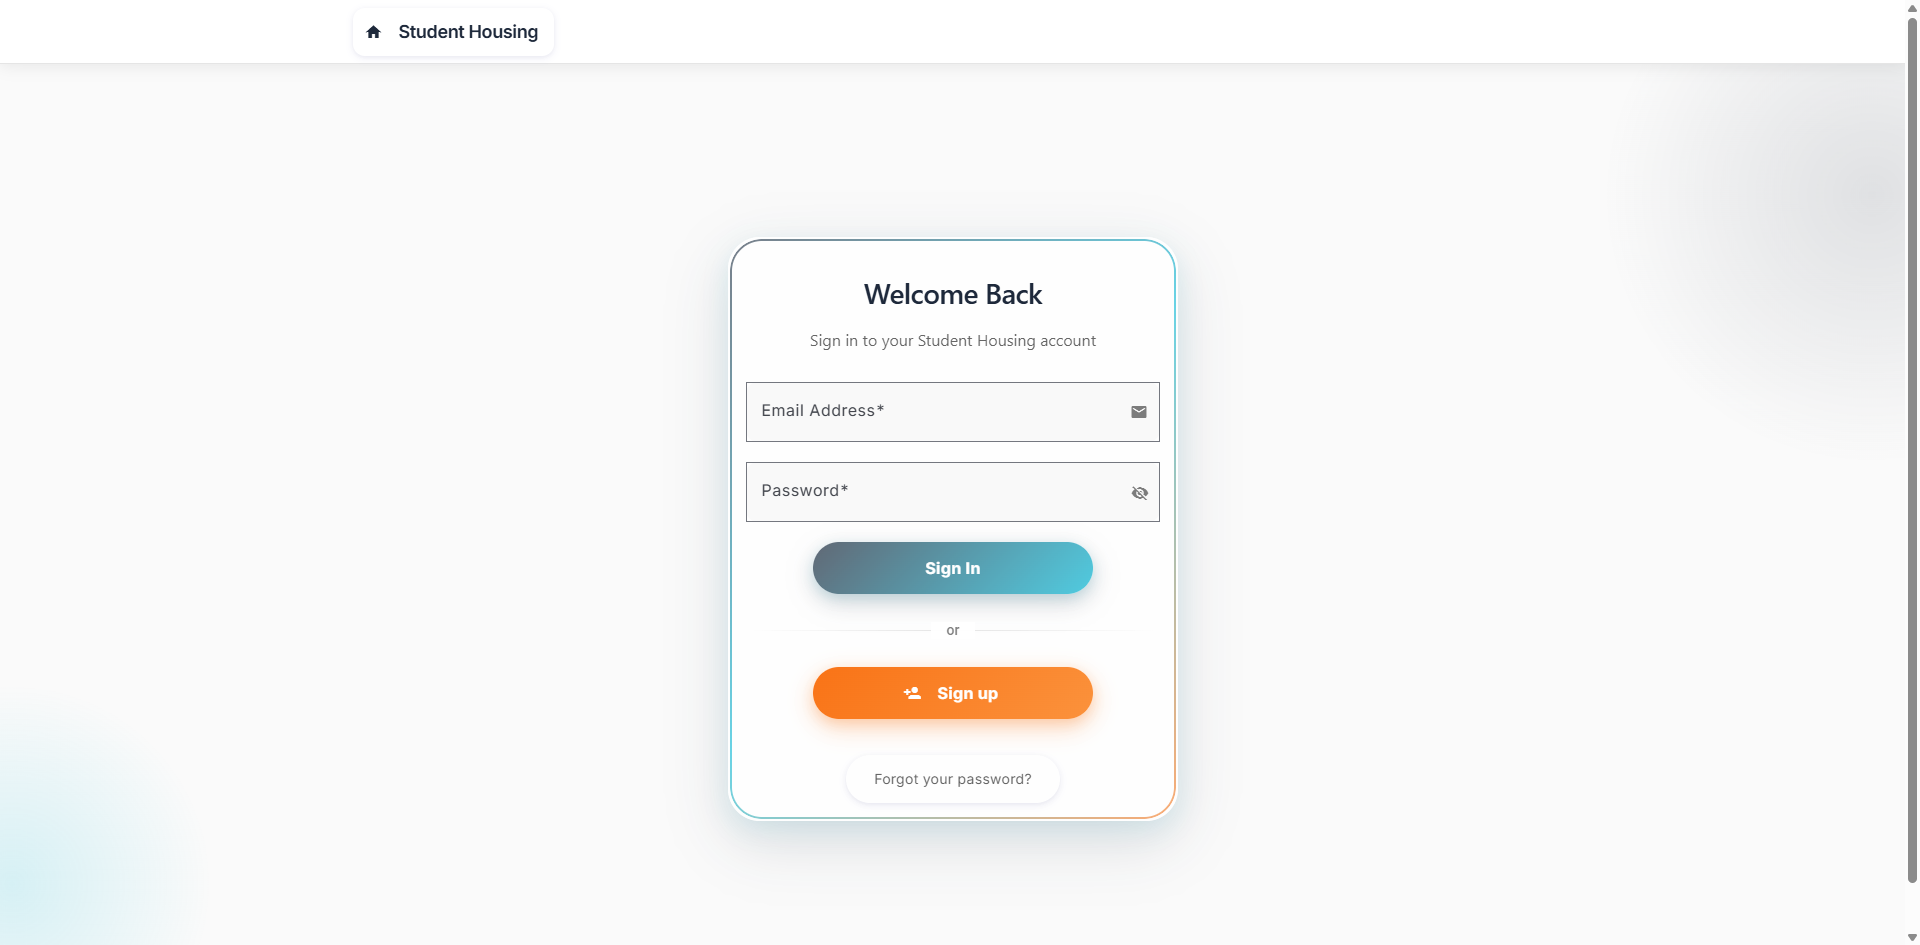 Student Housing
Welcome Back
Sign in to your Student Housing account
Email Address*
Password*
Sign In
or
Sign up
Forgot your password?